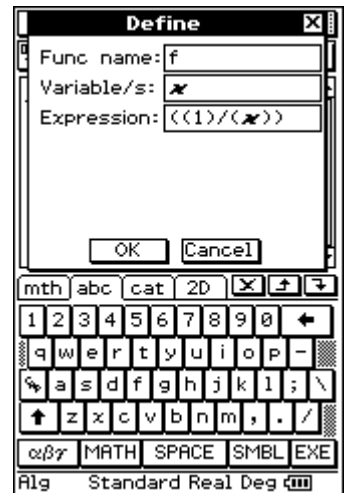 Define
Func name: f
Variable/s: x
Expression: ((1)/(x))
OK Cancel
mth abc cat 2D
1 2 3 4 5 6 7 8 9 0 ←
q w e r t y u i o p -
a s d f g h j k l ; \
↑ z x c v b n m , . /
αβγ MATH SPACE SMBL EXE
Alg Standard Real Deg